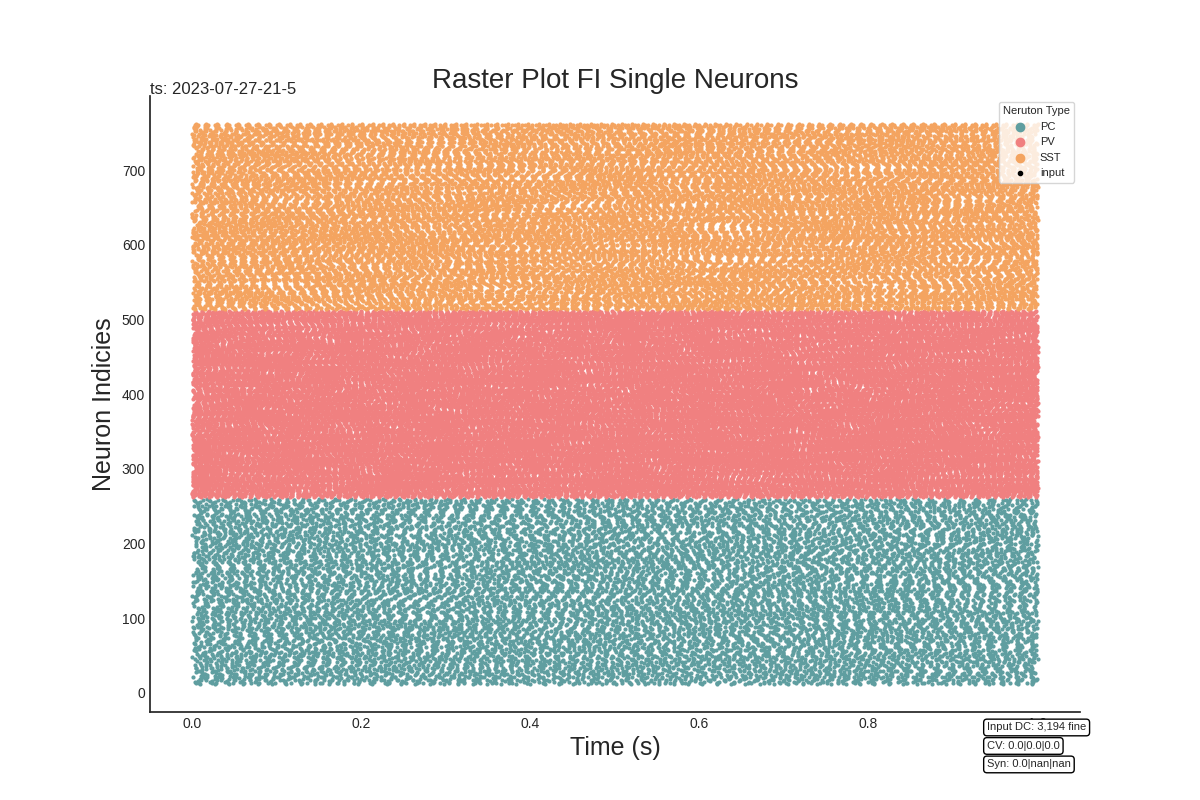 Raster Plot FI Single Neurons
ts: 2023-07-27-21-5
Neruton Type
PC
PV
SST
input
Neuron Indicies
700
600
500
400
300
200
100
0
0.0 0.2 0.4 0.6 0.8
Time (s)
Input DC: 3,194 fine
CV: 0.0|0.0|0.0
Syn: 0.0|nan|nan